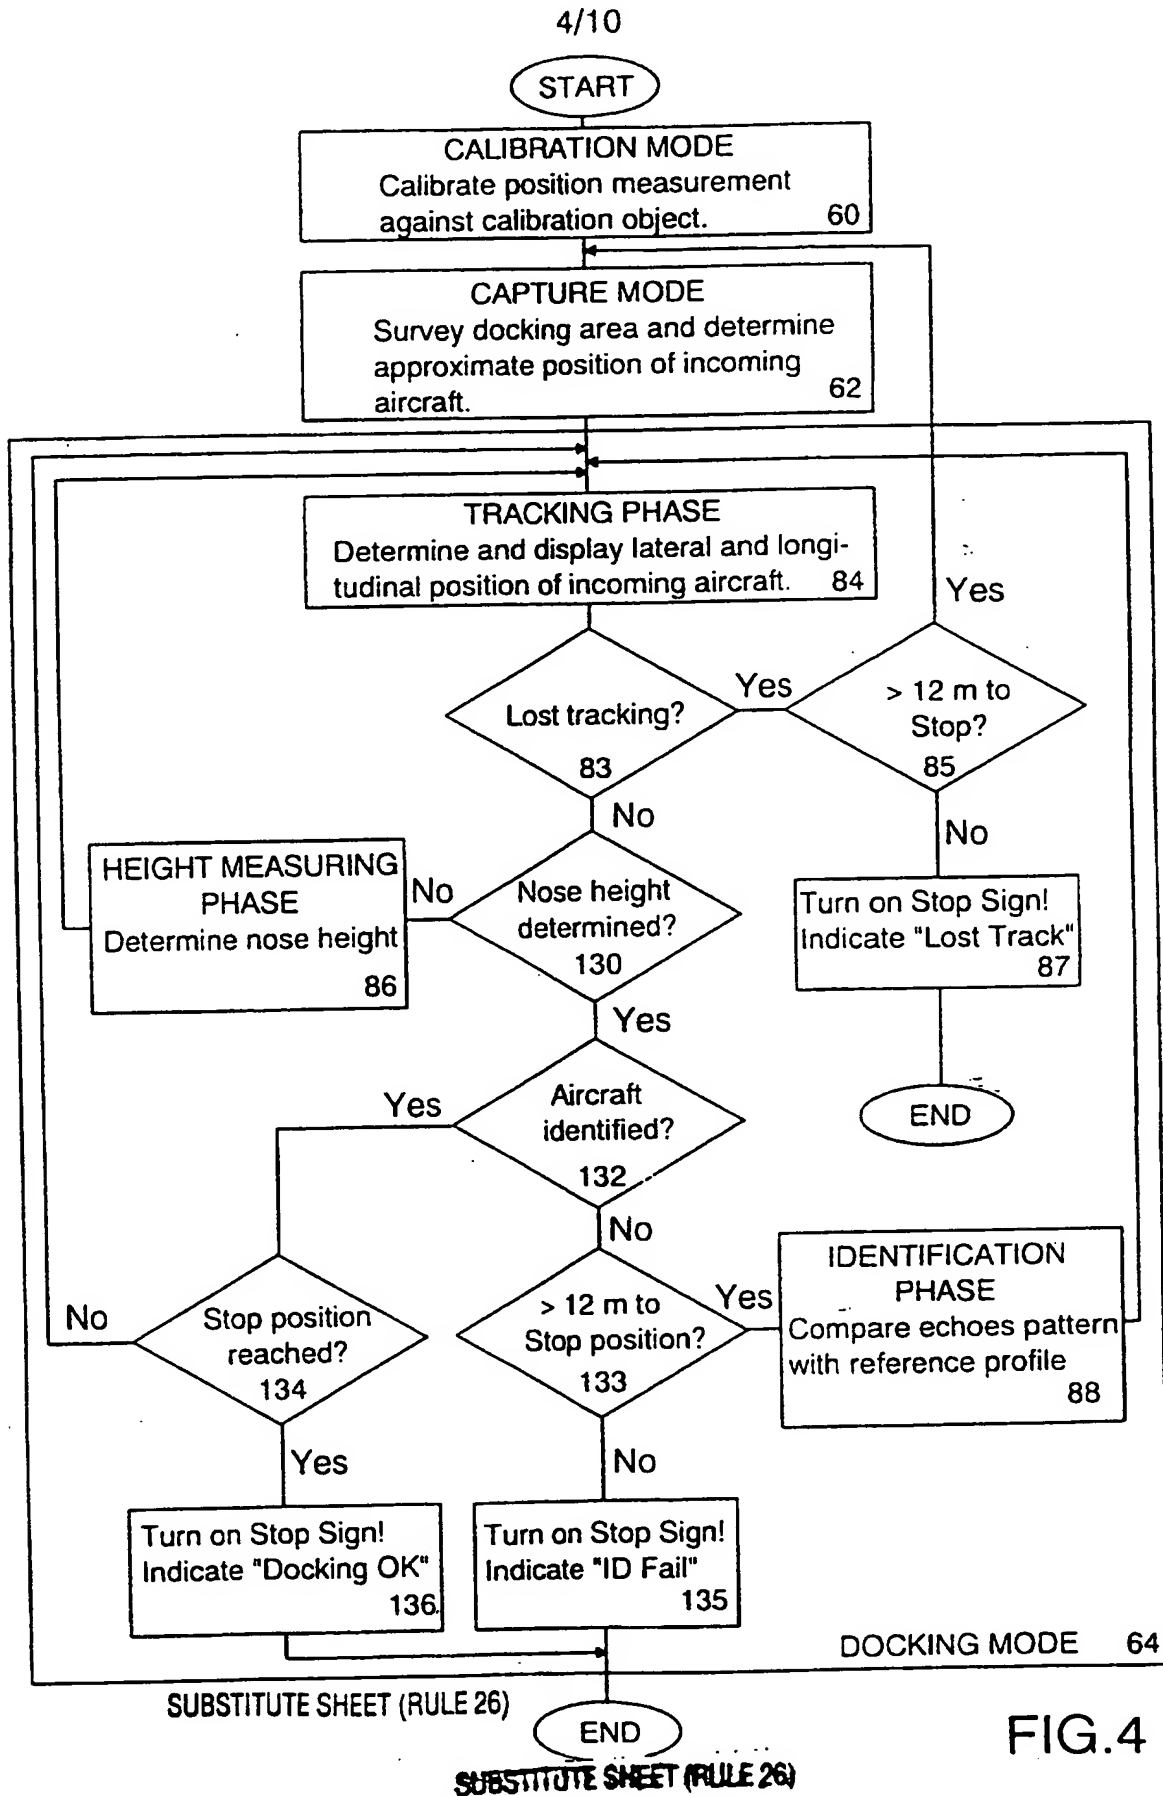 4/10
START
CALIBRATION MODE
Calibrate position measurement
against calibration object.
60
CAPTURE MODE
Survey docking area and determine
approximate position of incoming
aircraft.
62
TRACKING PHASE
Determine and display lateral and longi-
tudinal position of incoming aircraft.
84
Yes
Lost tracking?
83
Yes
> 12 m to
Stop?
85
No
No
HEIGHT MEASURING
PHASE
Determine nose height
86
No
Nose height
determined?
130
Turn on Stop Sign!
Indicate "Lost Track"
87
Yes
END
Yes
Aircraft
identified?
132
No
IDENTIFICATION
PHASE
Compare echoes pattern
with reference profile
88
No
Stop position
reached?
134
> 12 m to
Stop position?
133
Yes
Yes
No
Turn on Stop Sign!
Indicate "Docking OK"
136
Turn on Stop Sign!
Indicate "ID Fail"
135
DOCKING MODE 64
SUBSTITUTE SHEET (RULE 26)
END
FIG.4
SUBSTITUTE SHEET (RULE 26)